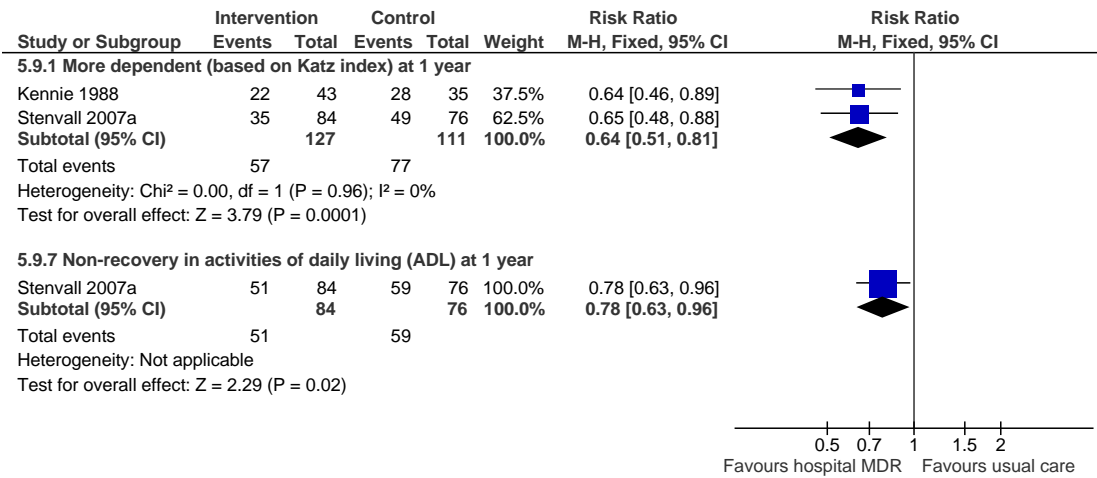 Intervention Control Risk Ratio Risk Ratio
Study or Subgroup Events Total Events Total Weight M-H, Fixed, 95% CI M-H, Fixed, 95% CI
5.9.1 More dependent (based on Katz index) at 1 year
Kennie 1988 22 43 28 35 37.5% 0.64 [0.46, 0.89]
Stenvall 2007a 35 84 49 76 62.5% 0.65 [0.48, 0.88]
Subtotal (95% CI) 127 111 100.0% 0.64 [0.51, 0.81]
Total events 57 77
Heterogeneity: Chi² = 0.00, df = 1 (P = 0.96); I² = 0%
Test for overall effect: Z = 3.79 (P = 0.0001)
5.9.7 Non-recovery in activities of daily living (ADL) at 1 year
Stenvall 2007a 51 84 59 76 100.0% 0.78 [0.63, 0.96]
Subtotal (95% CI) 84 76 100.0% 0.78 [0.63, 0.96]
Total events 51 59
Heterogeneity: Not applicable
Test for overall effect: Z = 2.29 (P = 0.02)
0.5 0.7 1 1.5 2
Favours hospital MDR Favours usual care